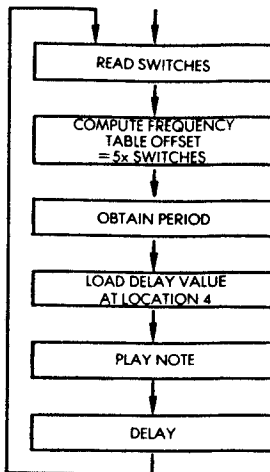 READ SWITCHES
COMPUTE FREQUENCY
TABLE OFFSET
=5x SWITCHES
OBTAIN PERIOD
LOAD DELAY VALUE
AT LOCATION 4
PLAY NOTE
DELAY